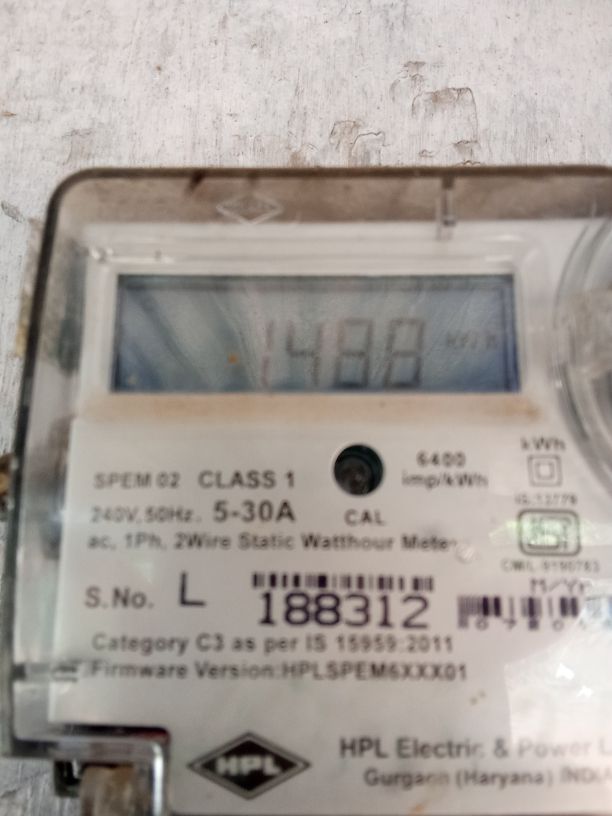 1488
SPEM 02 CLASS 1
6400
imp/kWh
kWh
240V, 50Hz. 5-30A
CAL
ac, 1Ph, 2Wire Static Watthour Meter
S.No. L 188312
M/Yr
Category C3 as per IS 15959:2011
Firmware Version:HPLSPEM6XXX01
HPL
HPL Electric & Power L
Gurgaon (Haryana) INDIA